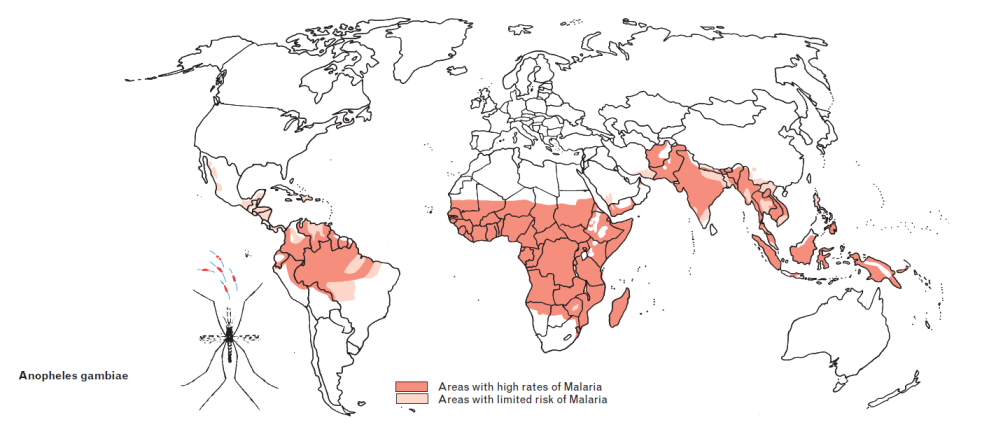 Anopheles gambiae
Areas with high rates of Malaria
Areas with limited risk of Malaria